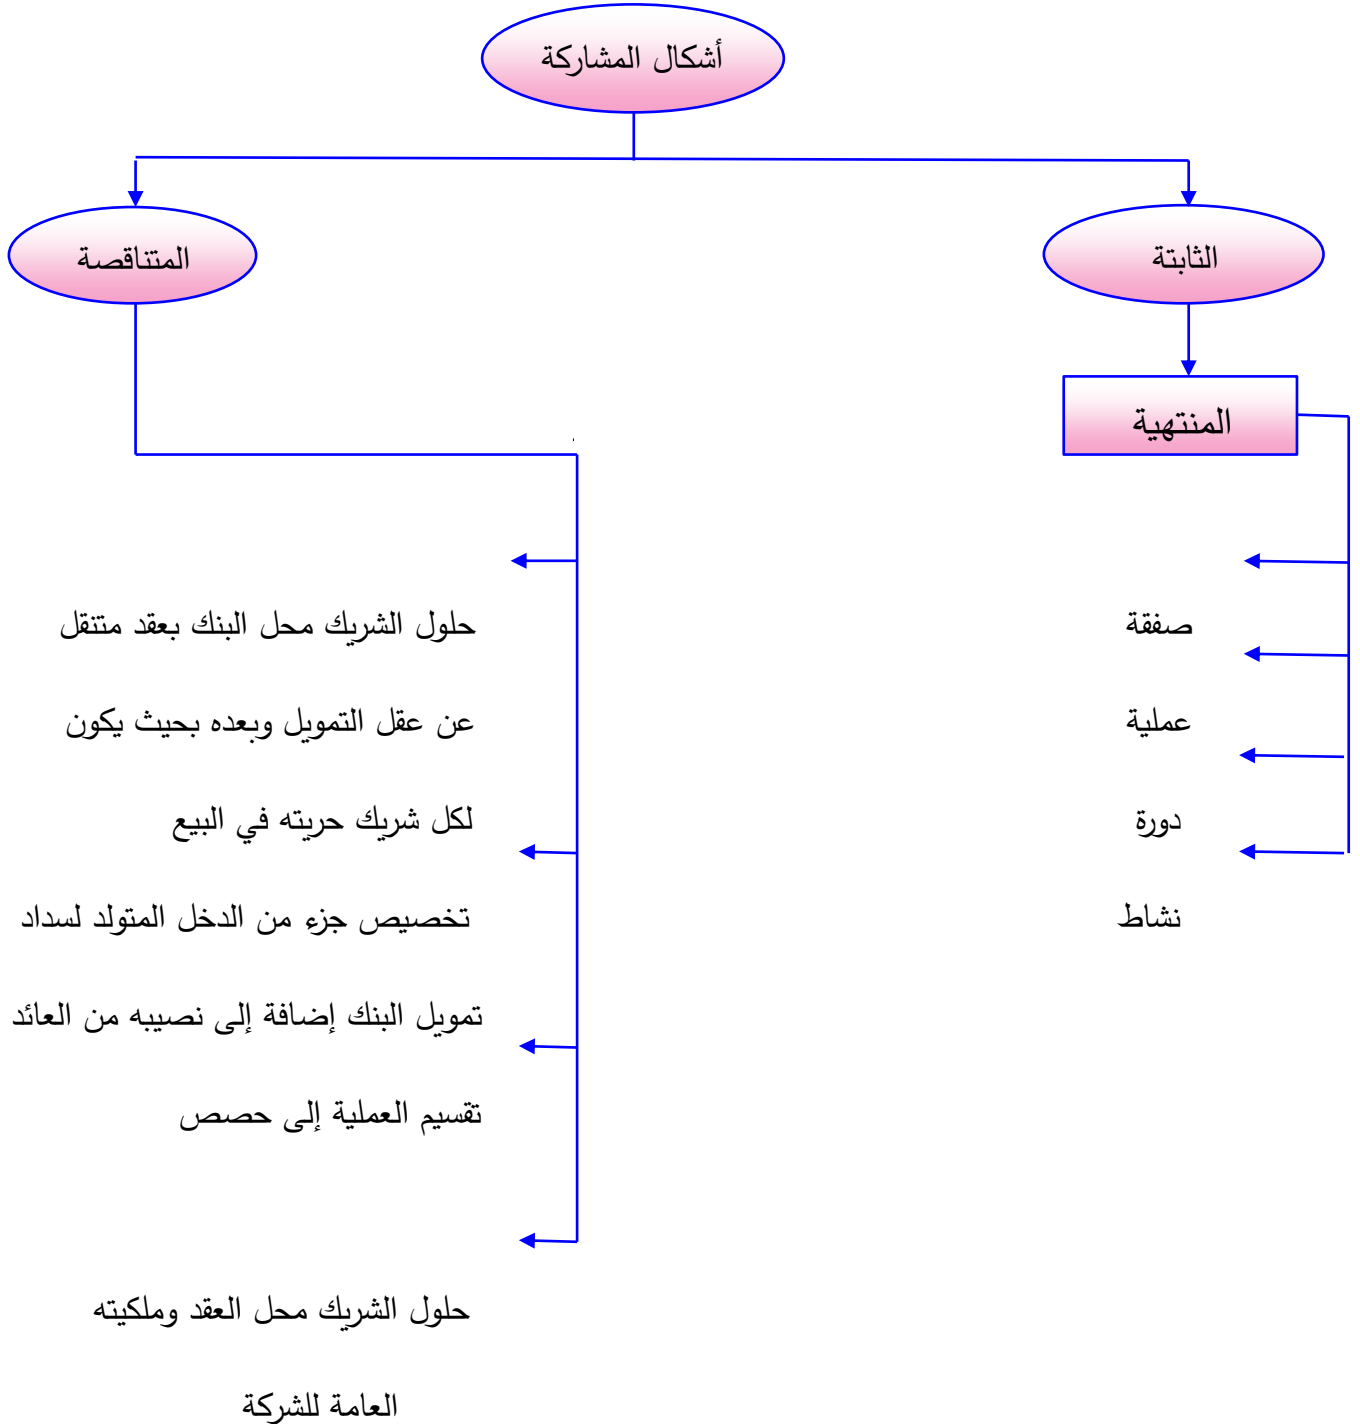 أشكال المشاركة
الثابتة
المتناقصة
المنتهية
صفقة
عملية
دورة
نشاط
حلول الشريك محل البنك بعقد متنقل
عن عقل التمويل وبعده بحيث يكون
لكل شريك حريته في البيع
تخصيص جزء من الدخل المتولد لسداد
تمويل البنك إضافة إلى نصيبه من العائد
تقسيم العملية إلى حصص
حلول الشريك محل العقد وملكيته
العامة للشركة